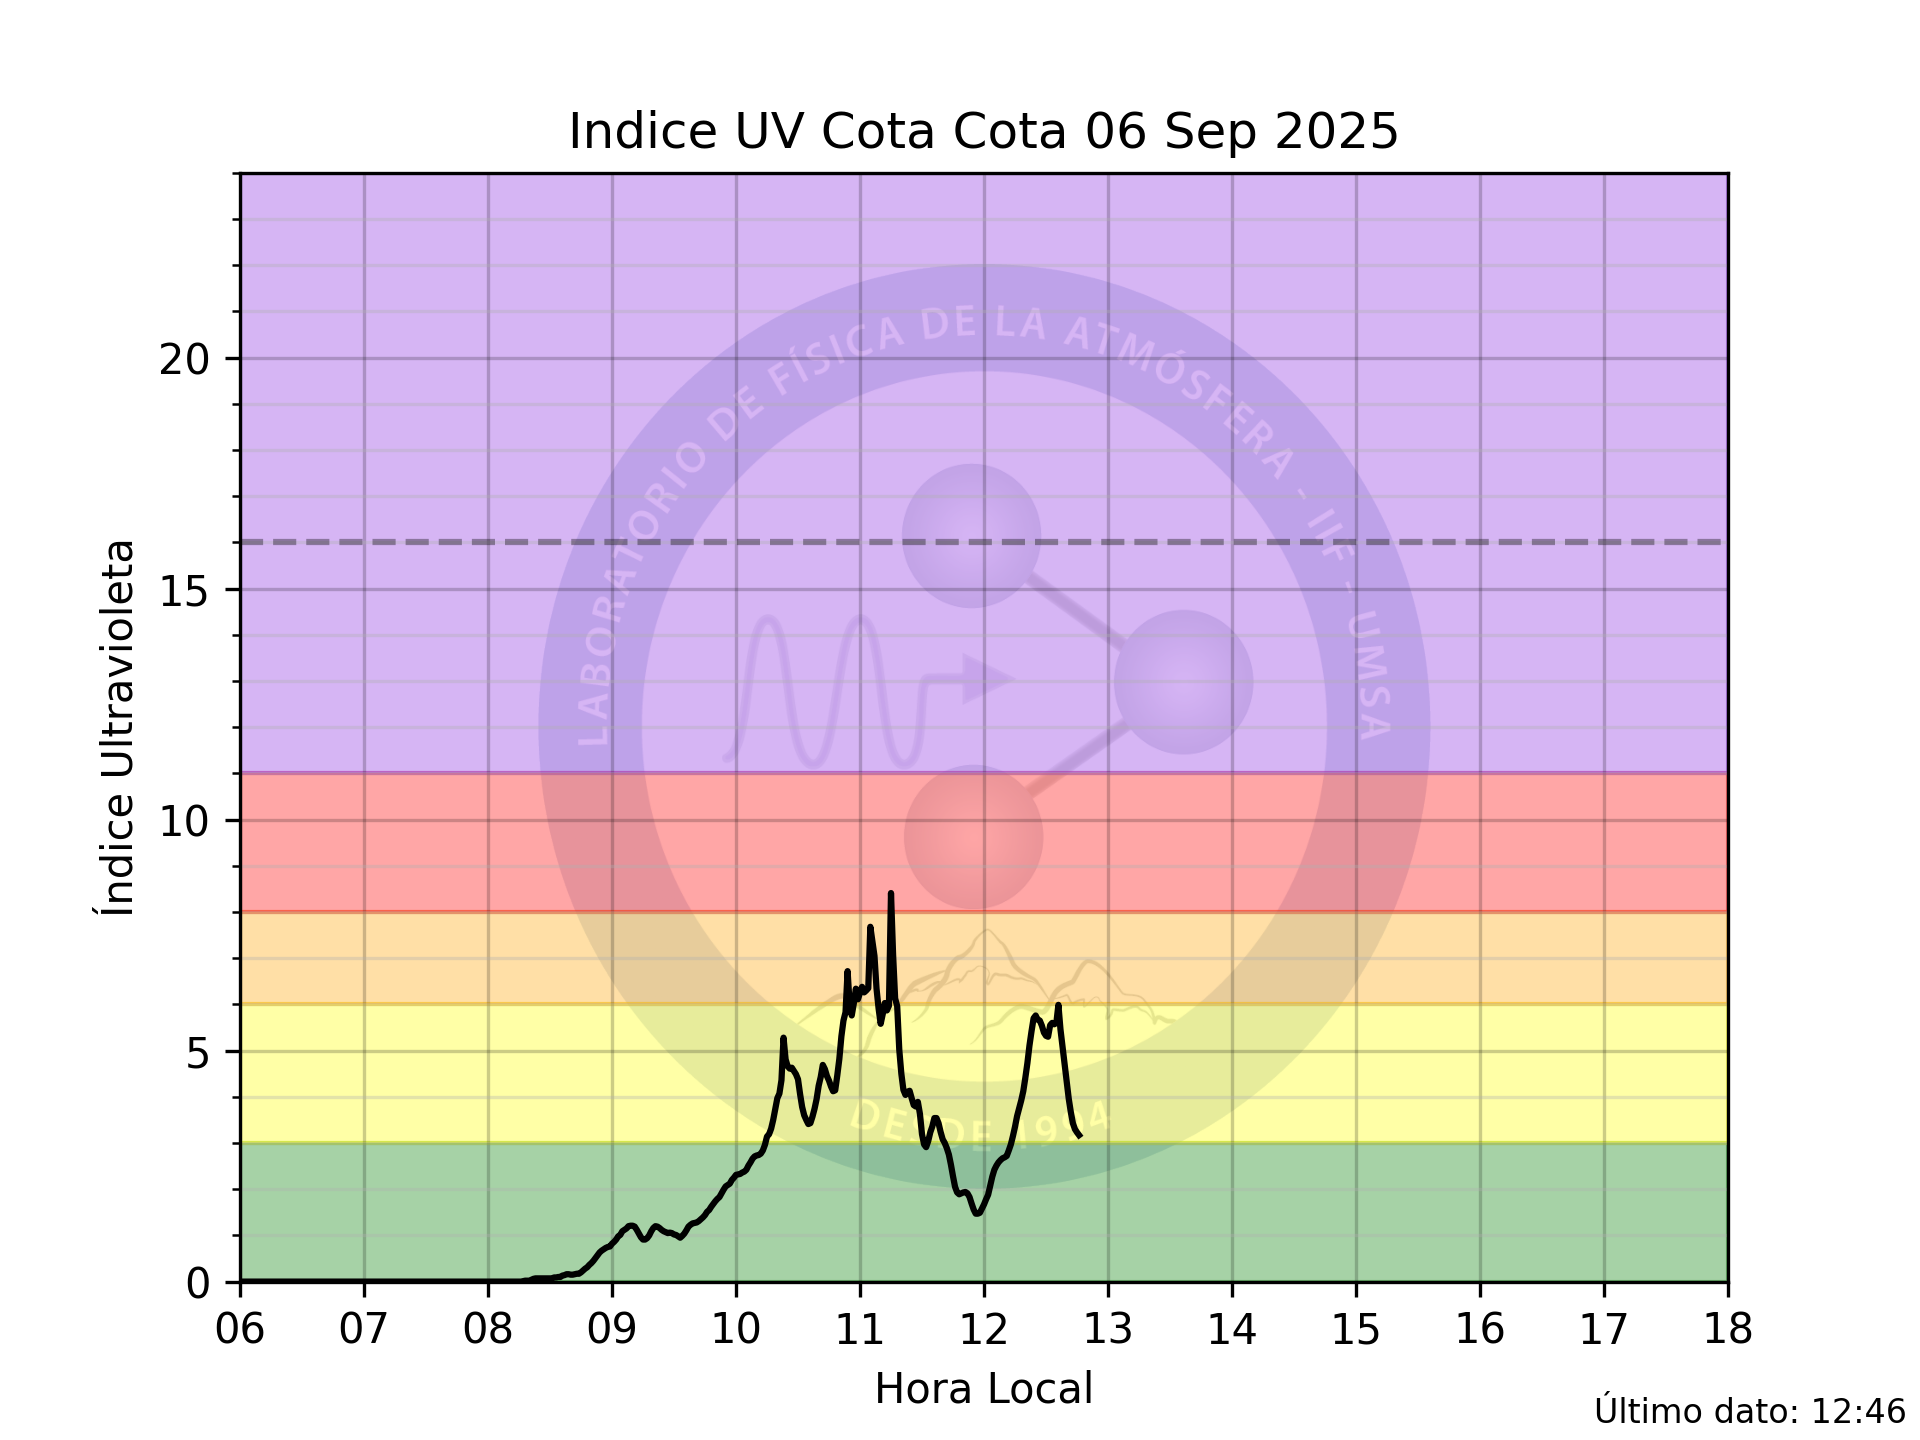 Indice UV Cota Cota 06 Sep 2025
LABORATORIO DE FÍSICA DE LA ATMÓSFERA - IIF - UMSA
DESDE 1994
Índice Ultravioleta
20
15
10
5
0
06 07 08 09 10 11 12 13 14 15 16 17 18
Hora Local
Último dato: 12:46